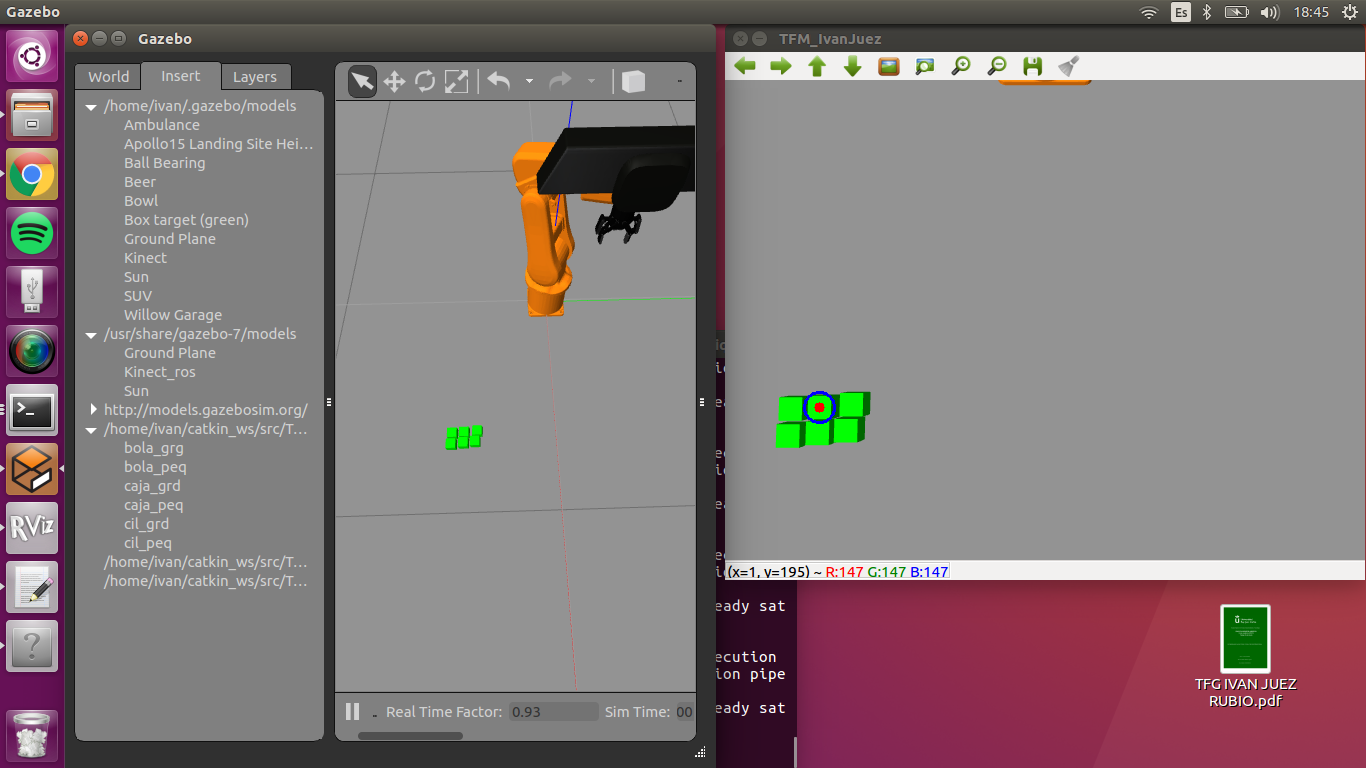 Gazebo
Es
18:45
Gazebo
World
Insert
Layers
/home/ivan/.gazebo/models
Ambulance
Apollo15 Landing Site Hei...
Ball Bearing
Beer
Bowl
Box target (green)
Ground Plane
Kinect
Sun
SUV
Willow Garage
/usr/share/gazebo-7/models
Ground Plane
Kinect_ros
Sun
http://models.gazebosim.org/
/home/ivan/catkin_ws/src/T...
bola_grg
bola_peq
caja_grd
caja_peq
cil_grd
cil_peq
/home/ivan/catkin_ws/src/T...
/home/ivan/catkin_ws/src/T...
RViz
Real Time Factor:
0.93
Sim Time:
00
TFM_IvanJuez
(x=1, y=195) ~ R:147 G:147 B:147
eady sat
ecution
ion pipe
eady sat
TFG IVAN JUEZ
RUBIO.pdf